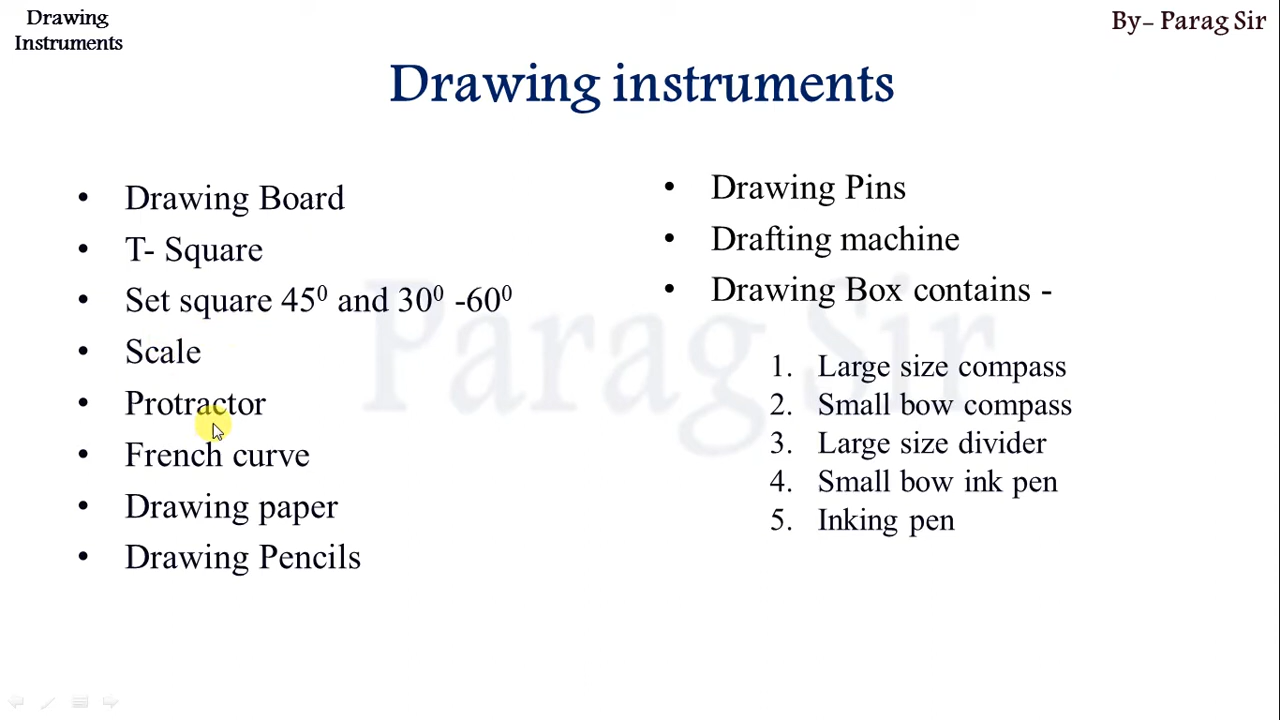 Drawing
Instruments
By- Parag Sir
Drawing instruments
• Drawing Board
• T- Square
• Set square 45⁰ and 30⁰ -60⁰
• Scale
• Protractor
• French curve
• Drawing paper
• Drawing Pencils
• Drawing Pins
• Drafting machine
• Drawing Box contains -
1. Large size compass
2. Small bow compass
3. Large size divider
4. Small bow ink pen
5. Inking pen
Parag Sir